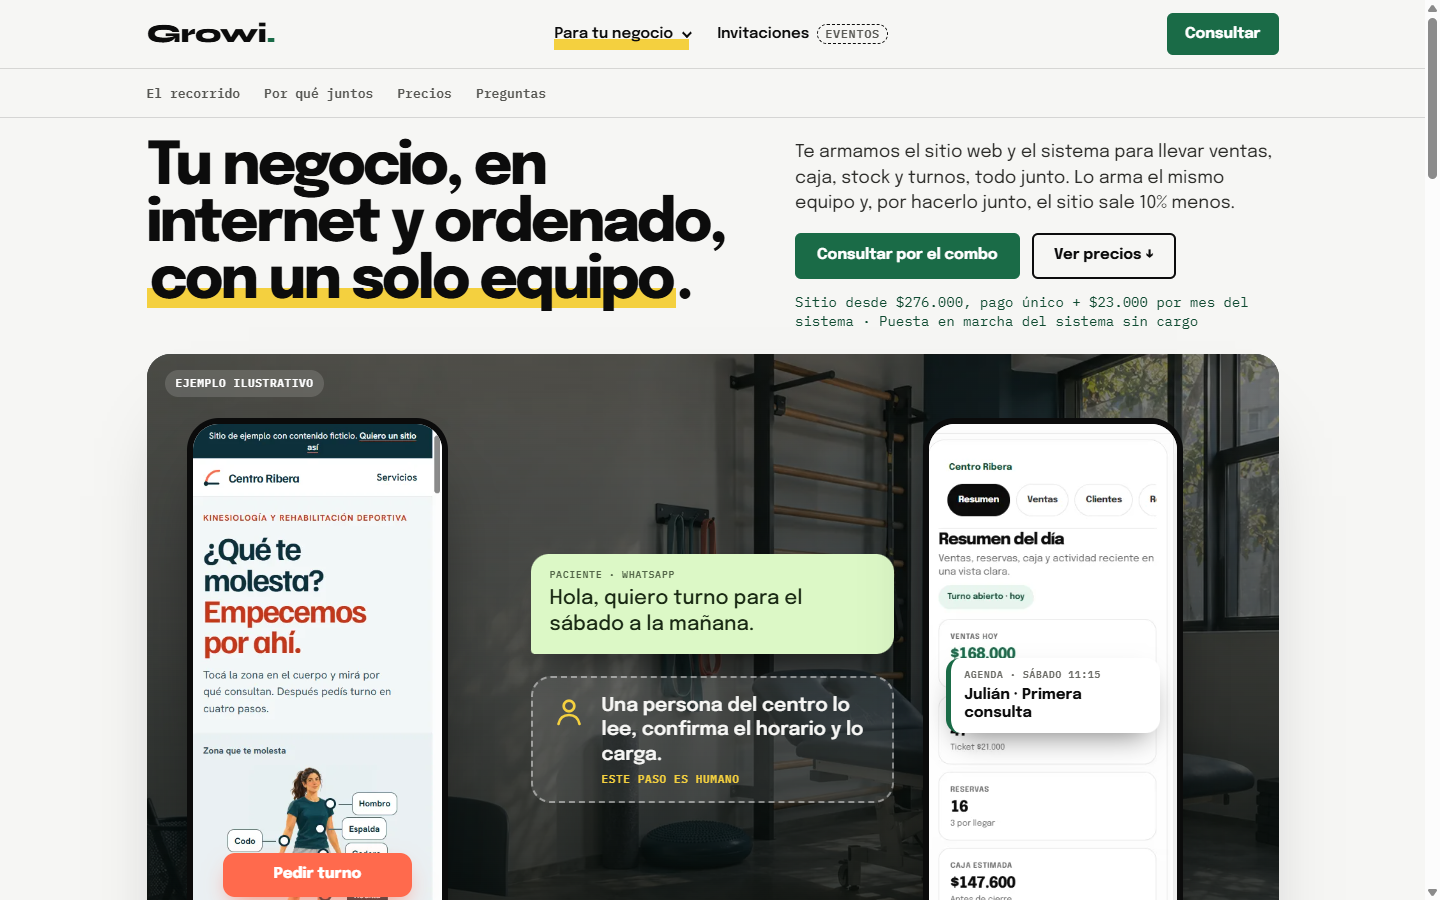 Growi.
Para tu negocio
Invitaciones
EVENTOS
Consultar
El recorrido
Por qué juntos
Precios
Preguntas
Tu negocio, en
internet y ordenado,
con un solo equipo.
Te armamos el sitio web y el sistema para llevar ventas,
caja, stock y turnos, todo junto. Lo arma el mismo
equipo y, por hacerlo junto, el sitio sale 10% menos.
Consultar por el combo
Ver precios ↓
Sitio desde $276.000, pago único + $23.000 por mes del
sistema · Puesta en marcha del sistema sin cargo
EJEMPLO ILUSTRATIVO
Sitio de ejemplo con contenido ficticio. Quiero un sitio
así
Centro Ribera
Servicios
KINESIOLOGÍA Y REHABILITACIÓN DEPORTIVA
¿Qué te
molesta?
Empecemos
por ahí.
Tocá la zona en el cuerpo y mirá por
qué consultan. Después pedís turno en
cuatro pasos.
Zona que te molesta
Hombro
Espalda
Codo
Pedir turno
PACIENTE · WHATSAPP
Hola, quiero turno para el
sábado a la mañana.
Una persona del centro lo
lee, confirma el horario y lo
carga.
ESTE PASO ES HUMANO
Centro Ribera
Resumen
Ventas
Clientes
Resumen del día
Ventas, reservas, caja y actividad reciente en
una vista clara.
Turno abierto · hoy
VENTAS HOY
$168.000
AGENDA · SÁBADO 11:15
Julián · Primera
consulta
Ticket $21.000
RESERVAS
16
3 por llegar
CAJA ESTIMADA
$147.600
Antes de cierre